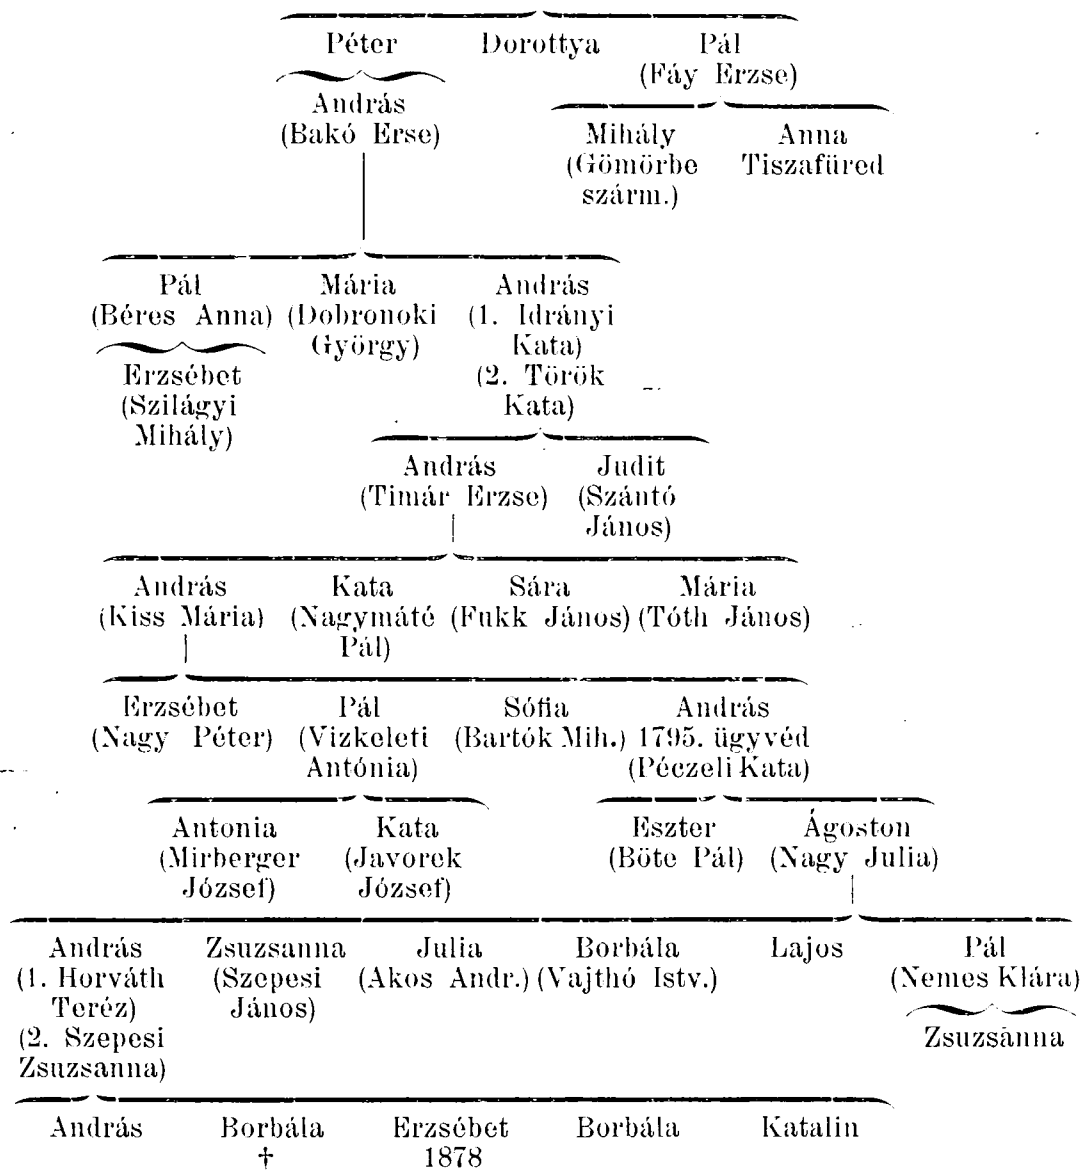 Péter Dorottya Pál
(Fáy Erzse)
András
(Bakó Erse)
Mihály Anna
(Gömörbe Tiszafüred
szárm.)
Pál Mária András
(Béres Anna) (Dobronoki (1. Idrányi
György) Kata)
Erzsébet (2. Török
(Szilágyi Kata)
Mihály)
András Judit
(Timár Erzse) (Szántó
János)
András Kata Sára Mária
(Kiss Mária) (Nagymáté (Fukk János) (Tóth János)
Pál)
Erzsébet Pál Sófia András
(Nagy Péter) (Vizkeleti (Bartók Mih.) 1795. ügyvéd
Antónia) (Péczeli Kata)
Antonia Kata Eszter Ágoston
(Mirberger (Javorek (Böte Pál) (Nagy Julia)
József) József)
András Zsuzsanna Julia Borbála Lajos Pál
(1. Horváth (Szepesi (Akos Andr.) (Vajthó Istv.) (Nemes Klára)
Teréz) János)
(2. Szepesi Zsuzsánna
Zsuzsanna)
András Borbála Erzsébet Borbála Katalin
† 1878